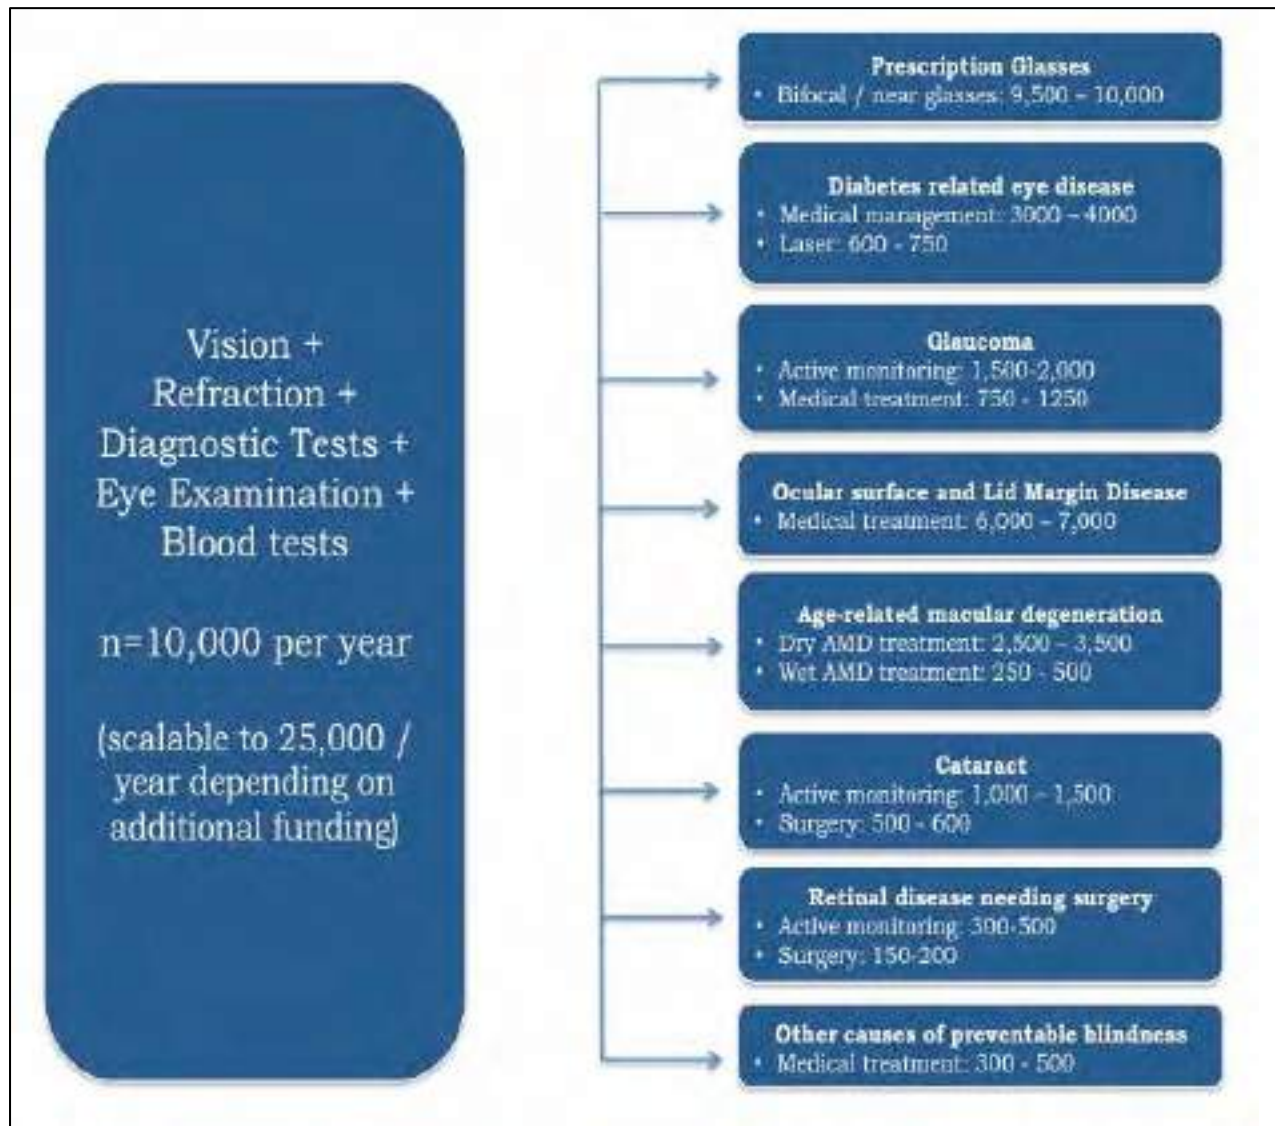 Vision +
Refraction +
Diagnostic Tests +
Eye Examination +
Blood tests
n=10,000 per year
(scalable to 25,000 /
year depending on
additional funding)
Prescription Glasses
• Bifocal / near glasses: 9,500 – 10,000
Diabetes related eye disease
• Medical management: 3000 – 4000
• Laser: 600 - 750
Glaucoma
• Active monitoring: 1,500-2,000
• Medical treatment: 750 - 1250
Ocular surface and Lid Margin Disease
• Medical treatment: 6,000 – 7,000
Age-related macular degeneration
• Dry AMD treatment: 2,500 – 3,500
• Wet AMD treatment: 250 - 500
Cataract
• Active monitoring: 1,000 – 1,500
• Surgery: 500 - 600
Retinal disease needing surgery
• Active monitoring: 300-500
• Surgery: 150-200
Other causes of preventable blindness
• Medical treatment: 300 - 500